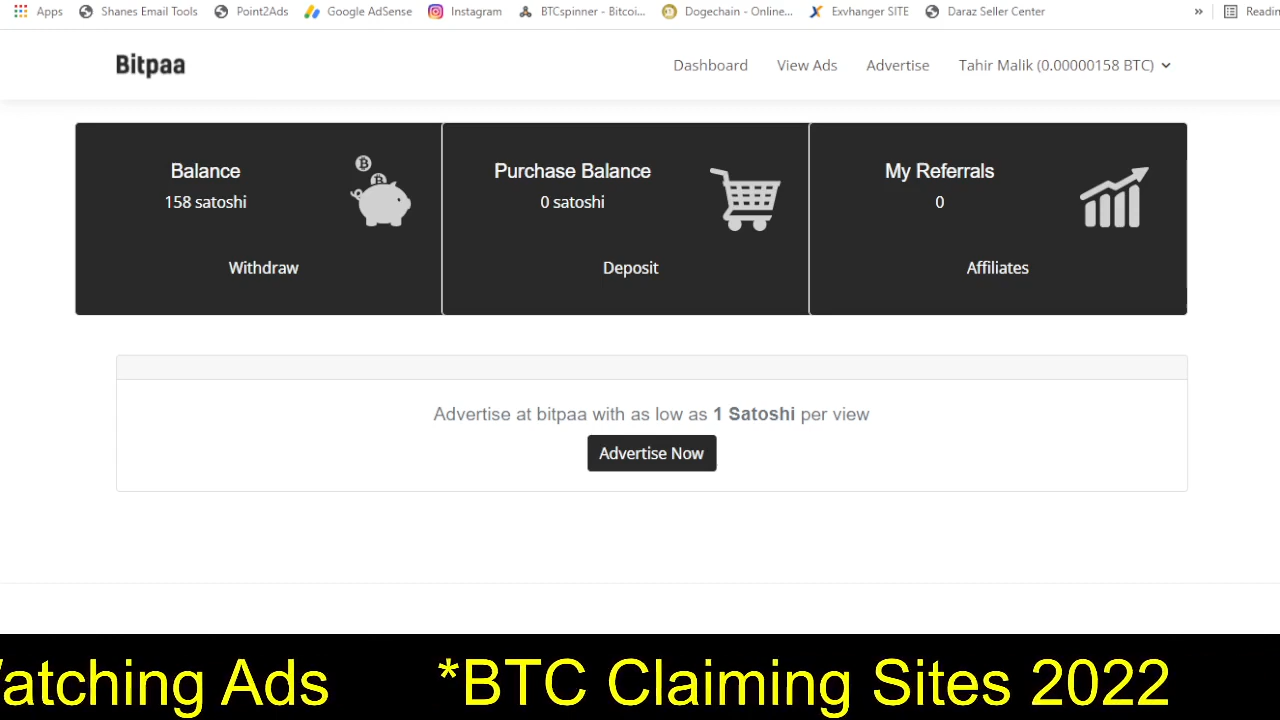 Apps Shanes Email Tools Point2Ads Google AdSense Instagram BTCspinner - Bitcoi... Dogechain - Online... Exvhanger SITE Daraz Seller Center » Readin
Bitpaa Dashboard View Ads Advertise Tahir Malik (0.00000158 BTC)
Balance Purchase Balance My Referrals
158 satoshi 0 satoshi 0
Withdraw Deposit Affiliates
Advertise at bitpaa with as low as 1 Satoshi per view
Advertise Now
atching Ads *BTC Claiming Sites 2022